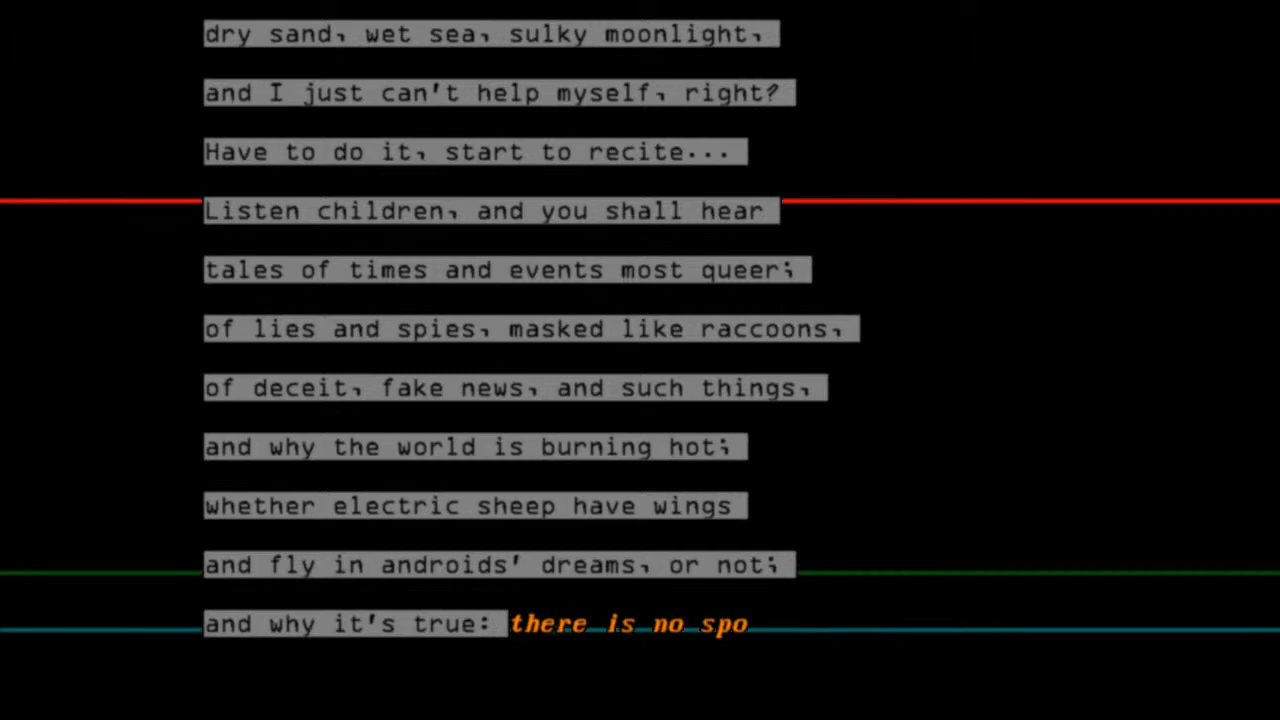 dry sand, wet sea, sulky moonlight,
and I just can't help myself, right?
Have to do it, start to recite...
Listen children, and you shall hear
tales of times and events most queer;
of lies and spies, masked like raccoons,
of deceit, fake news, and such things,
and why the world is burning hot;
whether electric sheep have wings
and fly in androids' dreams, or not;
and why it's true: there is no spo